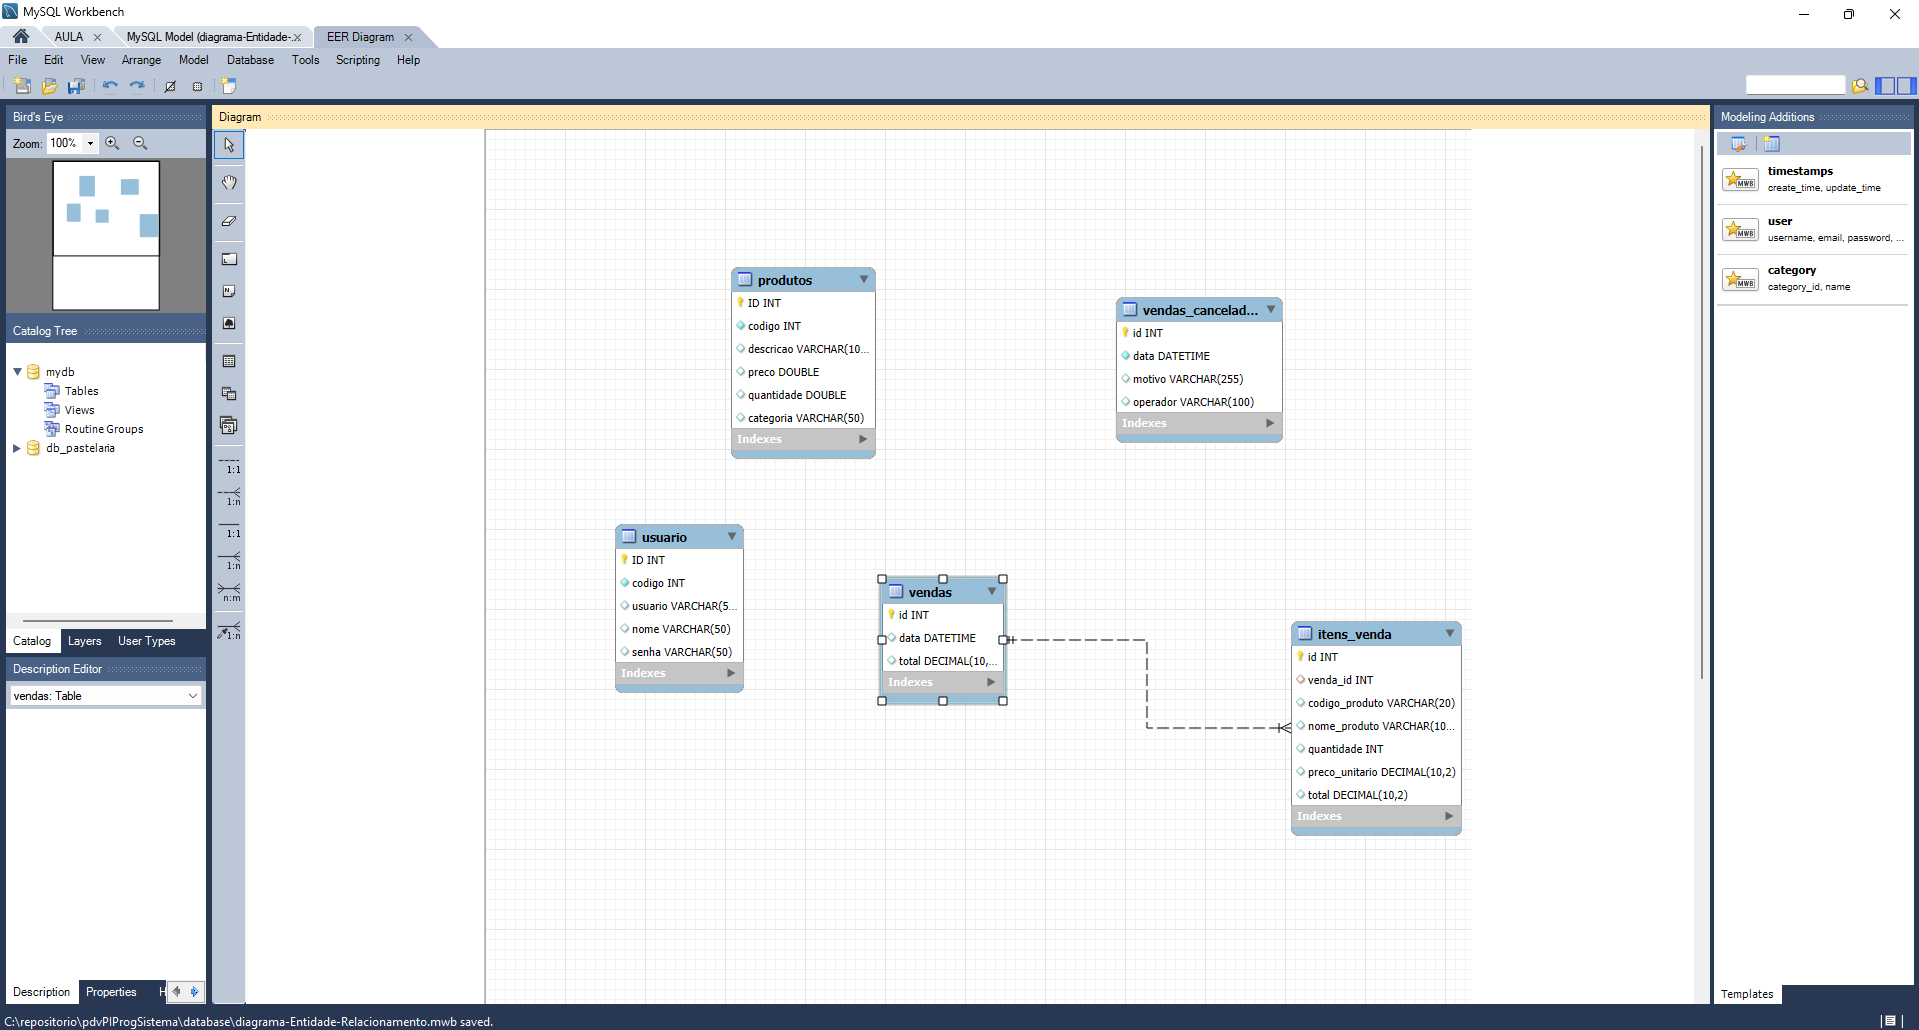 MySQL Workbench
AULA
MySQL Model (diagrama-Entidade-.
EER Diagram
File Edit View Arrange Model Database Tools Scripting Help
Bird's Eye
Zoom: 100%
Catalog Tree
mydb
Tables
Views
Routine Groups
db_pastelaria
Catalog Layers User Types
Description Editor
vendas: Table
Description Properties H
Diagram
1:1
1:n
1:1
1:n
n:m
1:n
produtos
ID INT
codigo INT
descricao VARCHAR(10...
preco DOUBLE
quantidade DOUBLE
categoria VARCHAR(50)
Indexes
vendas_cancelad...
id INT
data DATETIME
motivo VARCHAR(255)
operador VARCHAR(100)
Indexes
usuario
ID INT
codigo INT
usuario VARCHAR(5...
nome VARCHAR(50)
senha VARCHAR(50)
Indexes
vendas
id INT
data DATETIME
total DECIMAL(10,...
Indexes
itens_venda
id INT
venda_id INT
codigo_produto VARCHAR(20)
nome_produto VARCHAR(10...
quantidade INT
preco_unitario DECIMAL(10,2)
total DECIMAL(10,2)
Indexes
Modeling Additions
MWB
timestamps
create_time, update_time
MWB
user
username, email, password, ...
MWB
category
category_id, name
Templates
C:\repositorio\pdvPIProgSistema\database\diagrama-Entidade-Relacionamento.mwb saved.